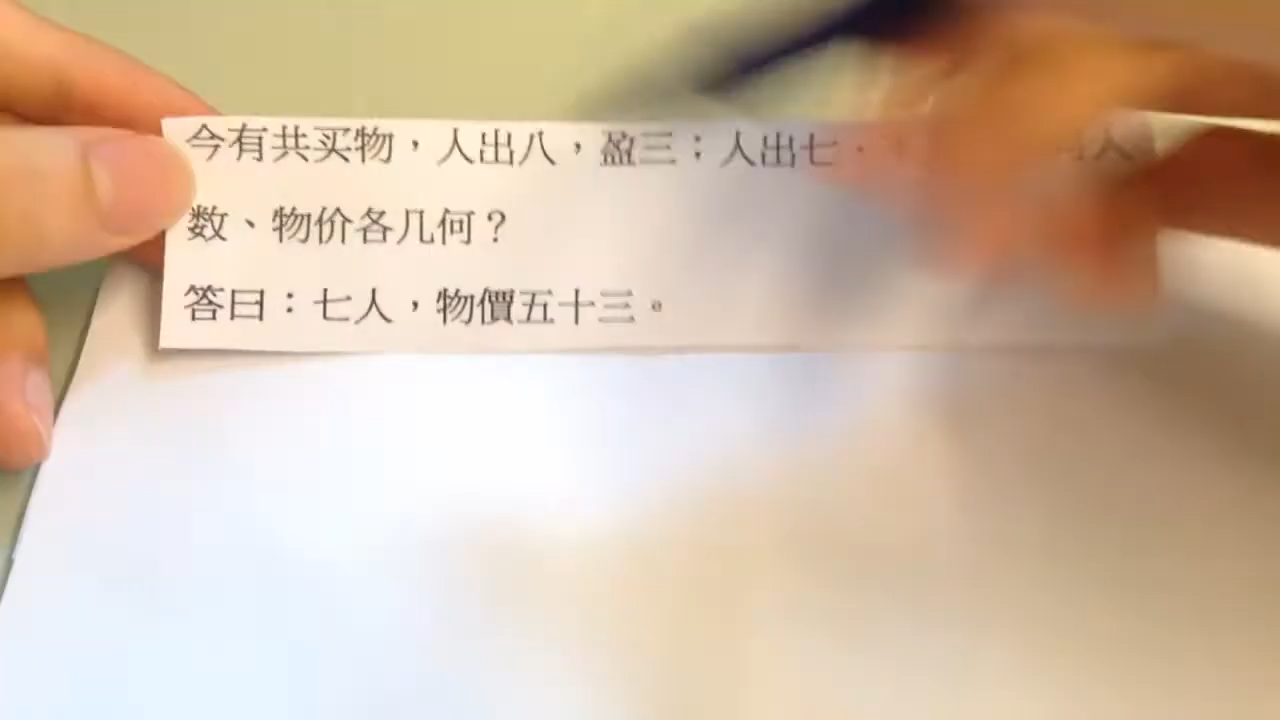 今有共买物，人出八，盈三；人出七 人
数、物价各几何？
答曰：七人，物價五十三。